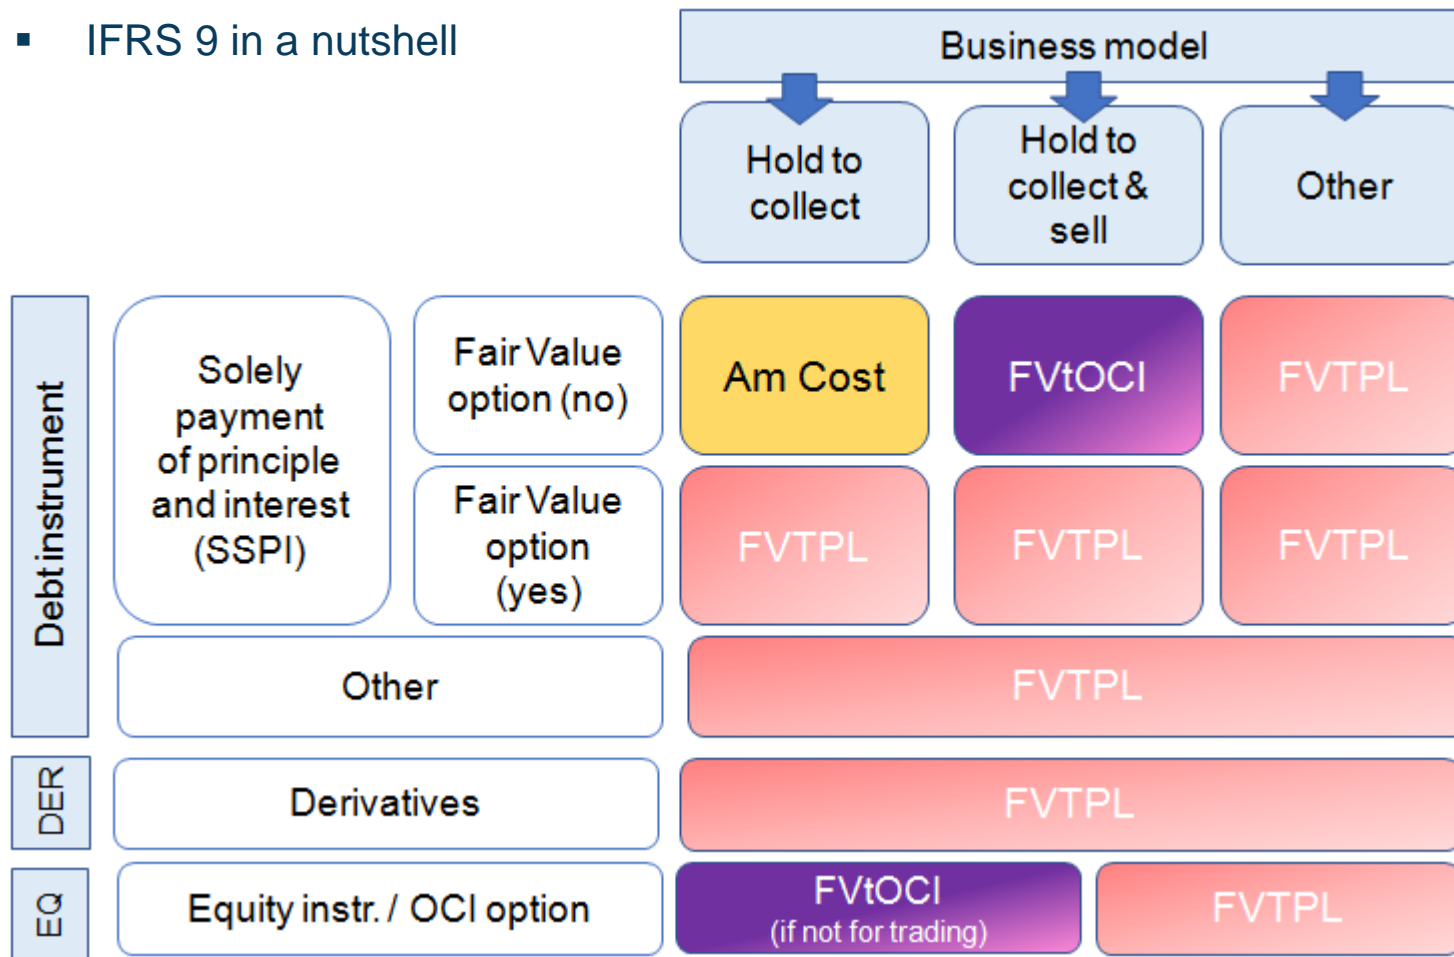 ▪ IFRS 9 in a nutshell
Business model
Hold to
collect
Hold to
collect &
sell
Other
Debt instrument
Solely
payment
of principle
and interest
(SSPI)
Fair Value
option (no)
Am Cost
FVtOCI
FVTPL
Fair Value
option
(yes)
FVTPL
FVTPL
FVTPL
Other
FVTPL
DER
Derivatives
FVTPL
EQ
Equity instr. / OCI option
FVtOCI
(if not for trading)
FVTPL